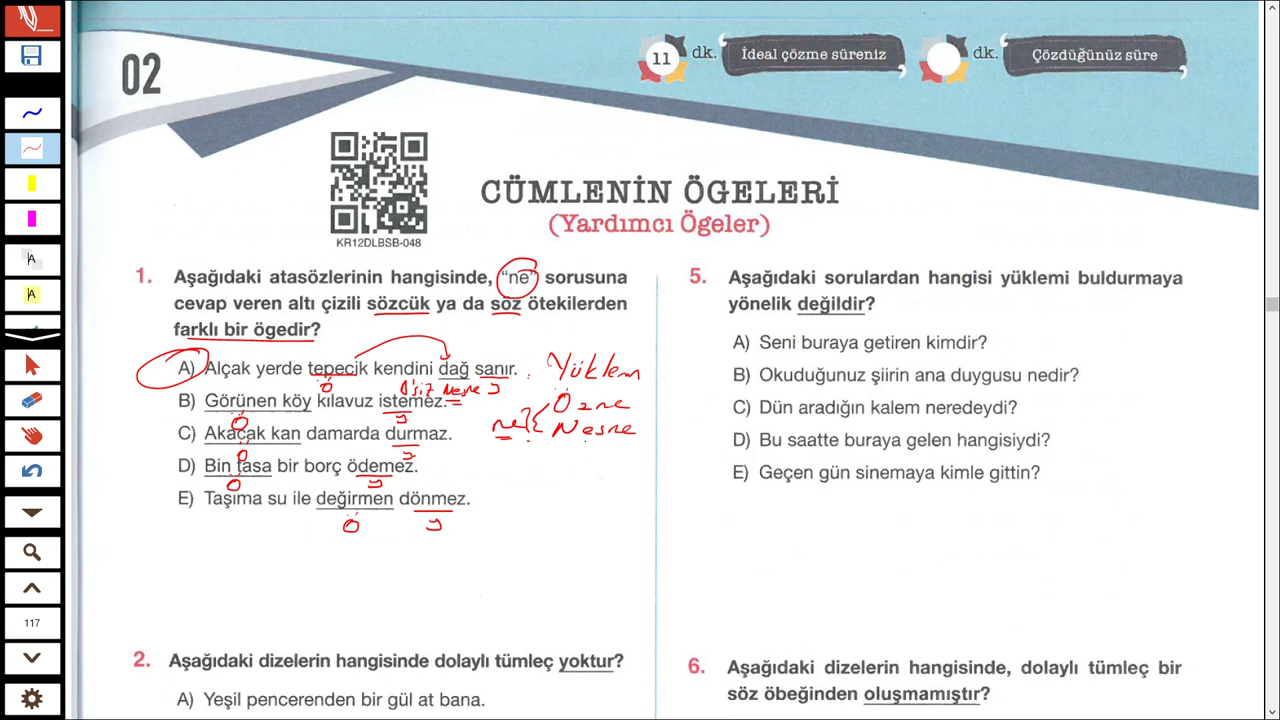 02
11 dk. İdeal çözme süreniz
dk. Çözdüğünüz süre
KR12DLBSB-048
CÜMLENİN ÖGELERİ
(Yardımcı Ögeler)
1. Aşağıdaki atasözlerinin hangisinde, “ne” sorusuna
cevap veren altı çizili sözcük ya da söz ötekilerden
farklı bir ögedir?
A) Alçak yerde tepecik kendini dağ sanır.
Ö B'siz Nesne y
B) Görünen köy kılavuz istemez.
Ö y
C) Akacak kan damarda durmaz.
Ö y
D) Bin tasa bir borç ödemez.
Ö y
E) Taşıma su ile değirmen dönmez.
Ö y
Yüklem
Özne
ne? Nesne
2. Aşağıdaki dizelerin hangisinde dolaylı tümleç yoktur?
A) Yeşil pencerenden bir gül at bana.
5. Aşağıdaki sorulardan hangisi yüklemi buldurmaya
yönelik değildir?
A) Seni buraya getiren kimdir?
B) Okuduğunuz şiirin ana duygusu nedir?
C) Dün aradığın kalem neredeydi?
D) Bu saatte buraya gelen hangisiydi?
E) Geçen gün sinemaya kimle gittin?
6. Aşağıdaki dizelerin hangisinde, dolaylı tümleç bir
söz öbeğinden oluşmamıştır?
A
A
117